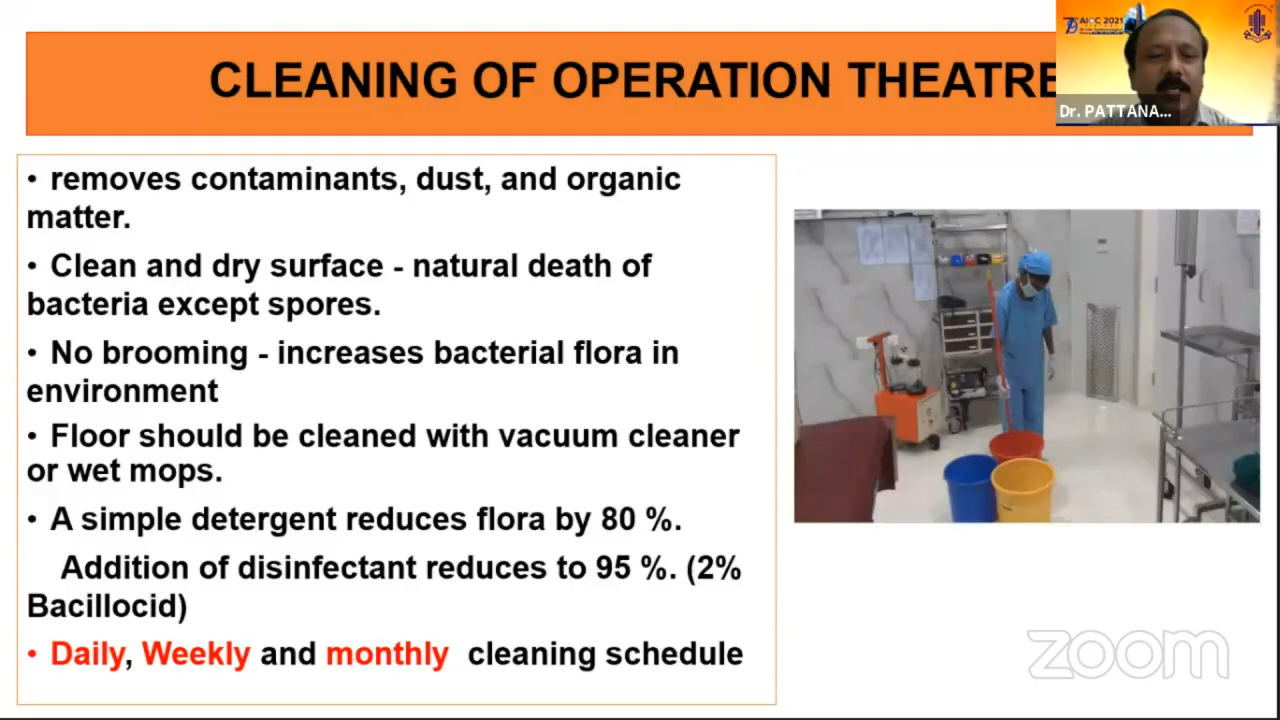 CLEANING OF OPERATION THEATRE
AIOC 2021
Dr. PATTANA...
• removes contaminants, dust, and organic
matter.
• Clean and dry surface - natural death of
bacteria except spores.
• No brooming - increases bacterial flora in
environment
• Floor should be cleaned with vacuum cleaner
or wet mops.
• A simple detergent reduces flora by 80 %.
Addition of disinfectant reduces to 95 %. (2%
Bacillocid)
• Daily, Weekly and monthly cleaning schedule
zoom